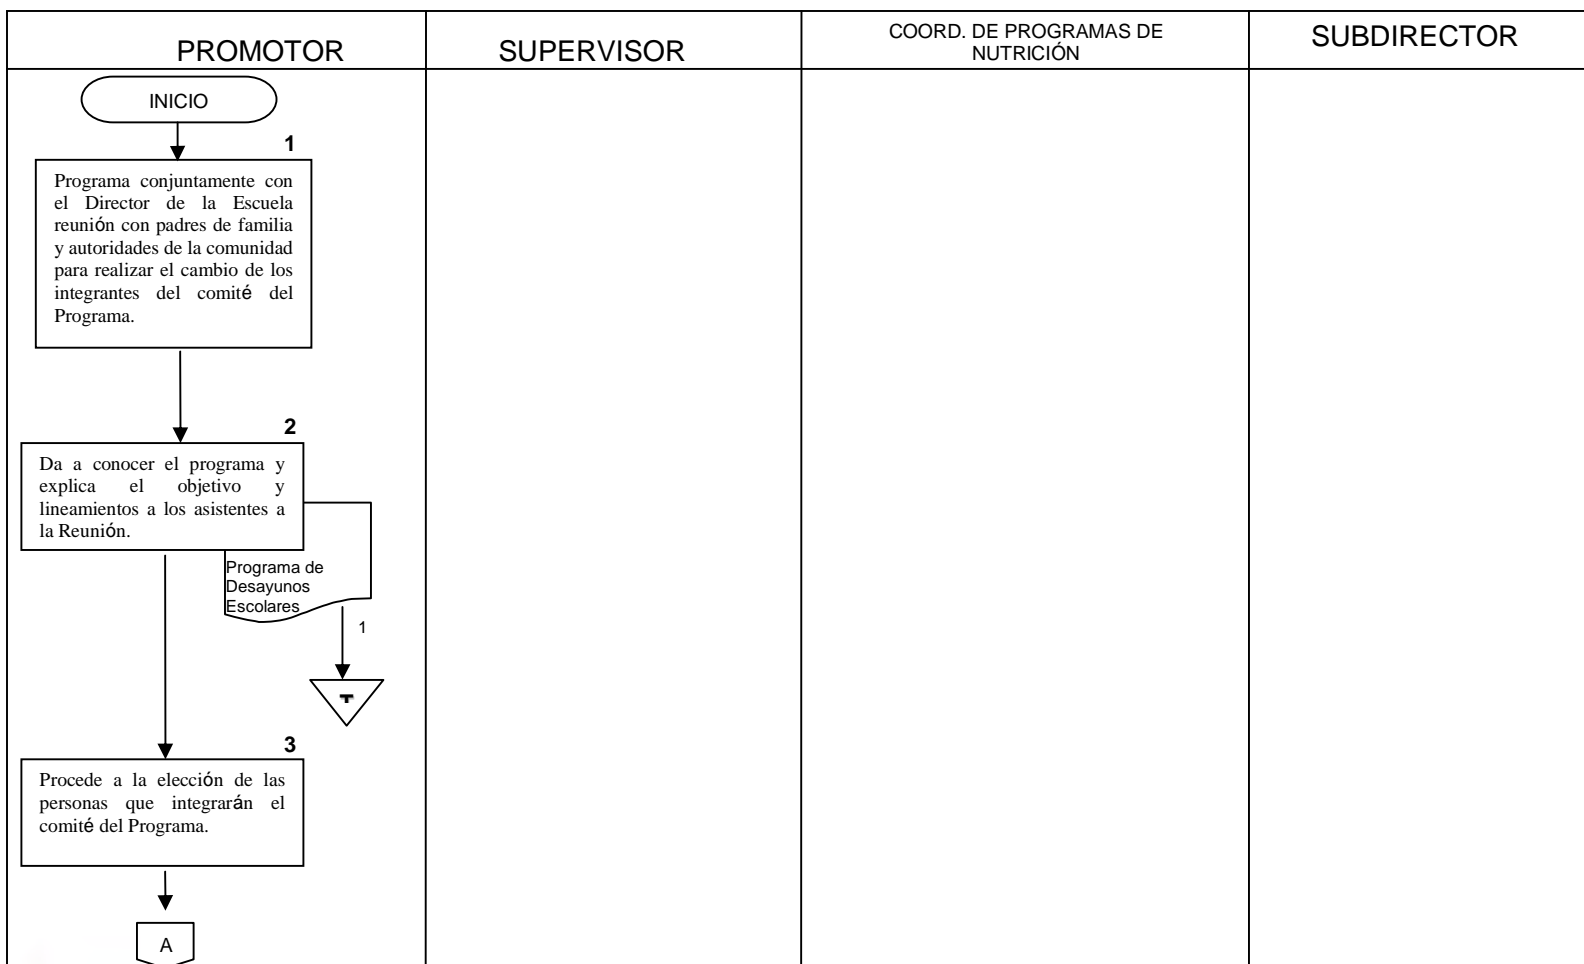 PROMOTOR
SUPERVISOR
COORD. DE PROGRAMAS DE
NUTRICIÓN
SUBDIRECTOR
INICIO
1
Programa conjuntamente con
el Director de la Escuela
reunión con padres de familia
y autoridades de la comunidad
para realizar el cambio de los
integrantes del comité del
Programa.
2
Da a conocer el programa y
explica el objetivo y
lineamientos a los asistentes a
la Reunión.
Programa de
Desayunos
Escolares
1
3
Procede a la elección de las
personas que integrarán el
comité del Programa.
A